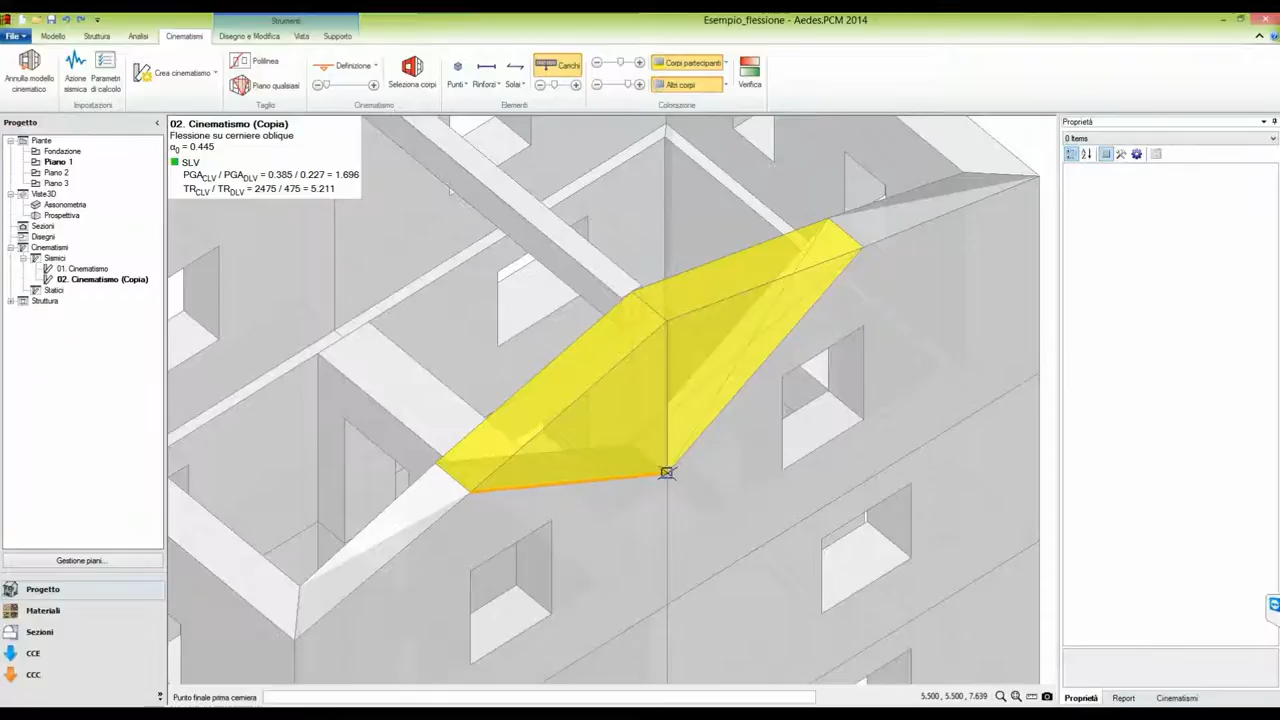 Strumenti
Esempio_flessione - Aedes.PCM 2014
File
Modello
Struttura
Analisi
Cinematismi
Disegno e Modifica
Vista
Supporto
Annulla modello cinematico
Azione sismica
Parametri di calcolo
Impostazioni
Crea cinematismo
Polilinea
Piano qualsiasi
Taglio
Definizione
Seleziona corpi
Cinematismo
Punti
Rinforzi
Solai
Carichi
Elementi
Corpi partecipanti
Altri corpi
Colorazione
Verifica
Progetto
Piante
Fondazione
Piano 1
Piano 2
Piano 3
Viste3D
Assonometria
Prospettiva
Sezioni
Disegni
Cinematismi
Sismici
01. Cinematismo
02. Cinematismo (Copia)
Statici
Struttura
Gestione piani...
Progetto
Materiali
Sezioni
CCE
CCC
02. Cinematismo (Copia)
Flessione su cerniere oblique
α0 = 0.445
SLV
PGACLV / PGADLV = 0.385 / 0.227 = 1.696
TRCLV / TRDLV = 2475 / 475 = 5.211
Punto finale prima cerniera
5.500 , 5.500 , 7.639
Proprietà
0 Items
Proprietà
Report
Cinematismi